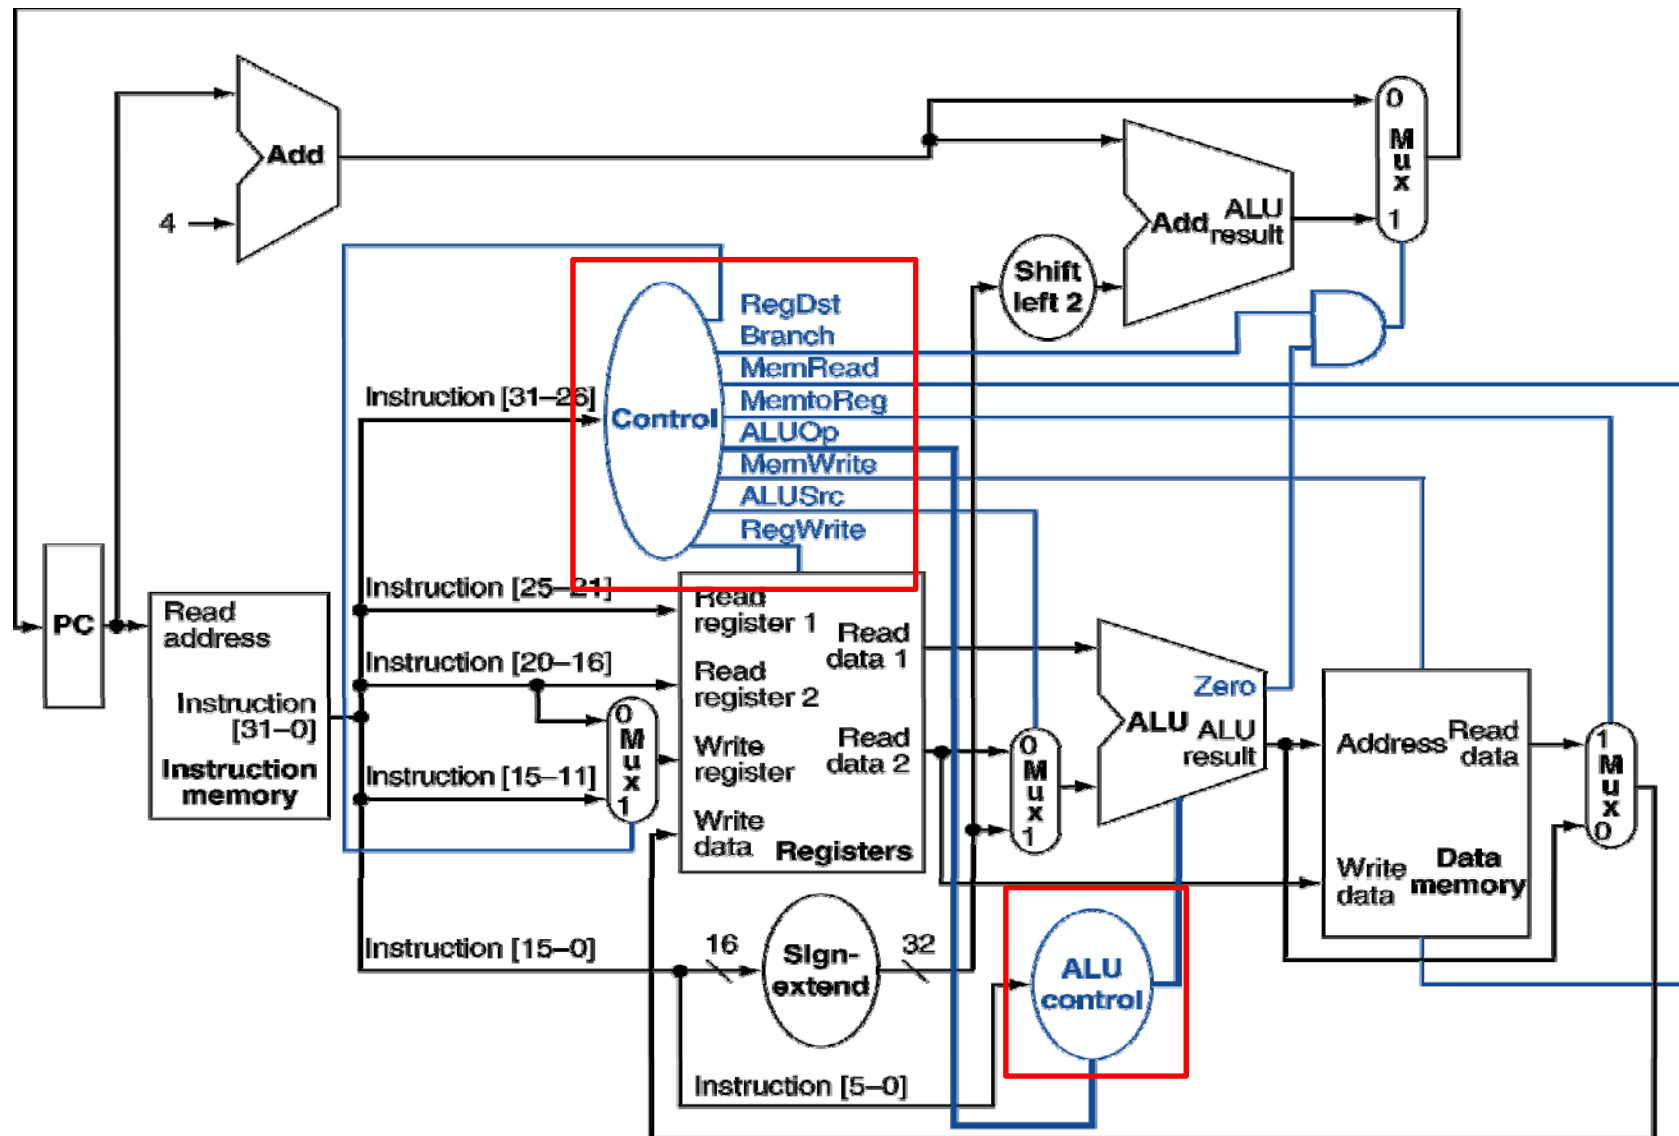 0
M
u
x
1
Add
4
Add
ALU
result
Shift
left 2
RegDst
Branch
MemRead
MemtoReg
ALUOp
MemWrite
ALUSrc
RegWrite
Control
Instruction [31–26]
Instruction [25–21]
Instruction [20–16]
Instruction [15–11]
Instruction [15–0]
Instruction [5–0]
PC
Read
address
Instruction
[31–0]
Instruction
memory
0
M
u
x
1
Read
register 1
Read
register 2
Write
register
Write
data
Read
data 1
Read
data 2
Registers
0
M
u
x
1
Zero
ALU
ALU
result
Address
Read
data
Write
data
Data
memory
1
M
u
x
0
16
SIgn-
extend
32
ALU
control